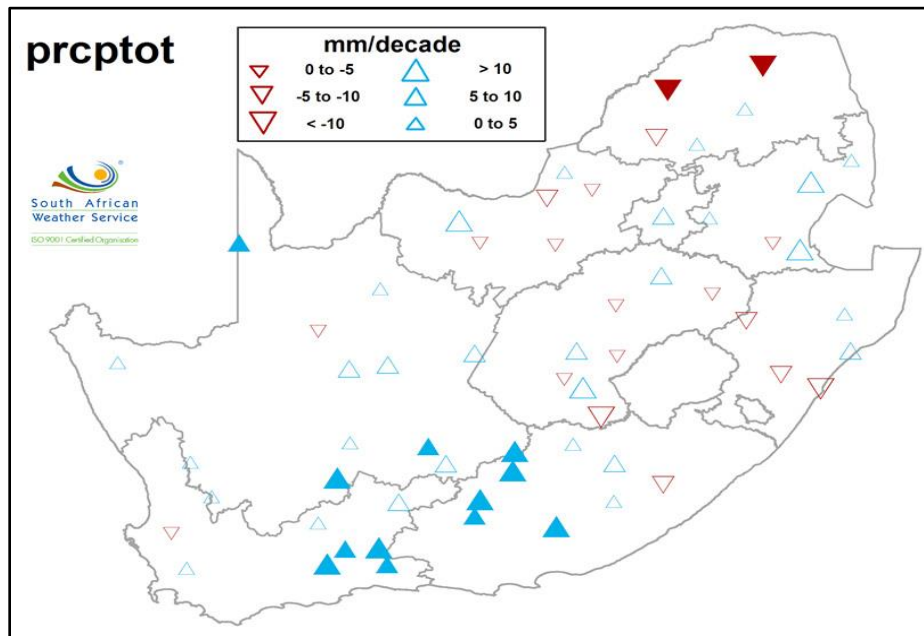 prcptot
mm/decade
0 to -5
> 10
-5 to -10
5 to 10
< -10
0 to 5
South African
Weather Service
ISO 9001 Certified Organisation